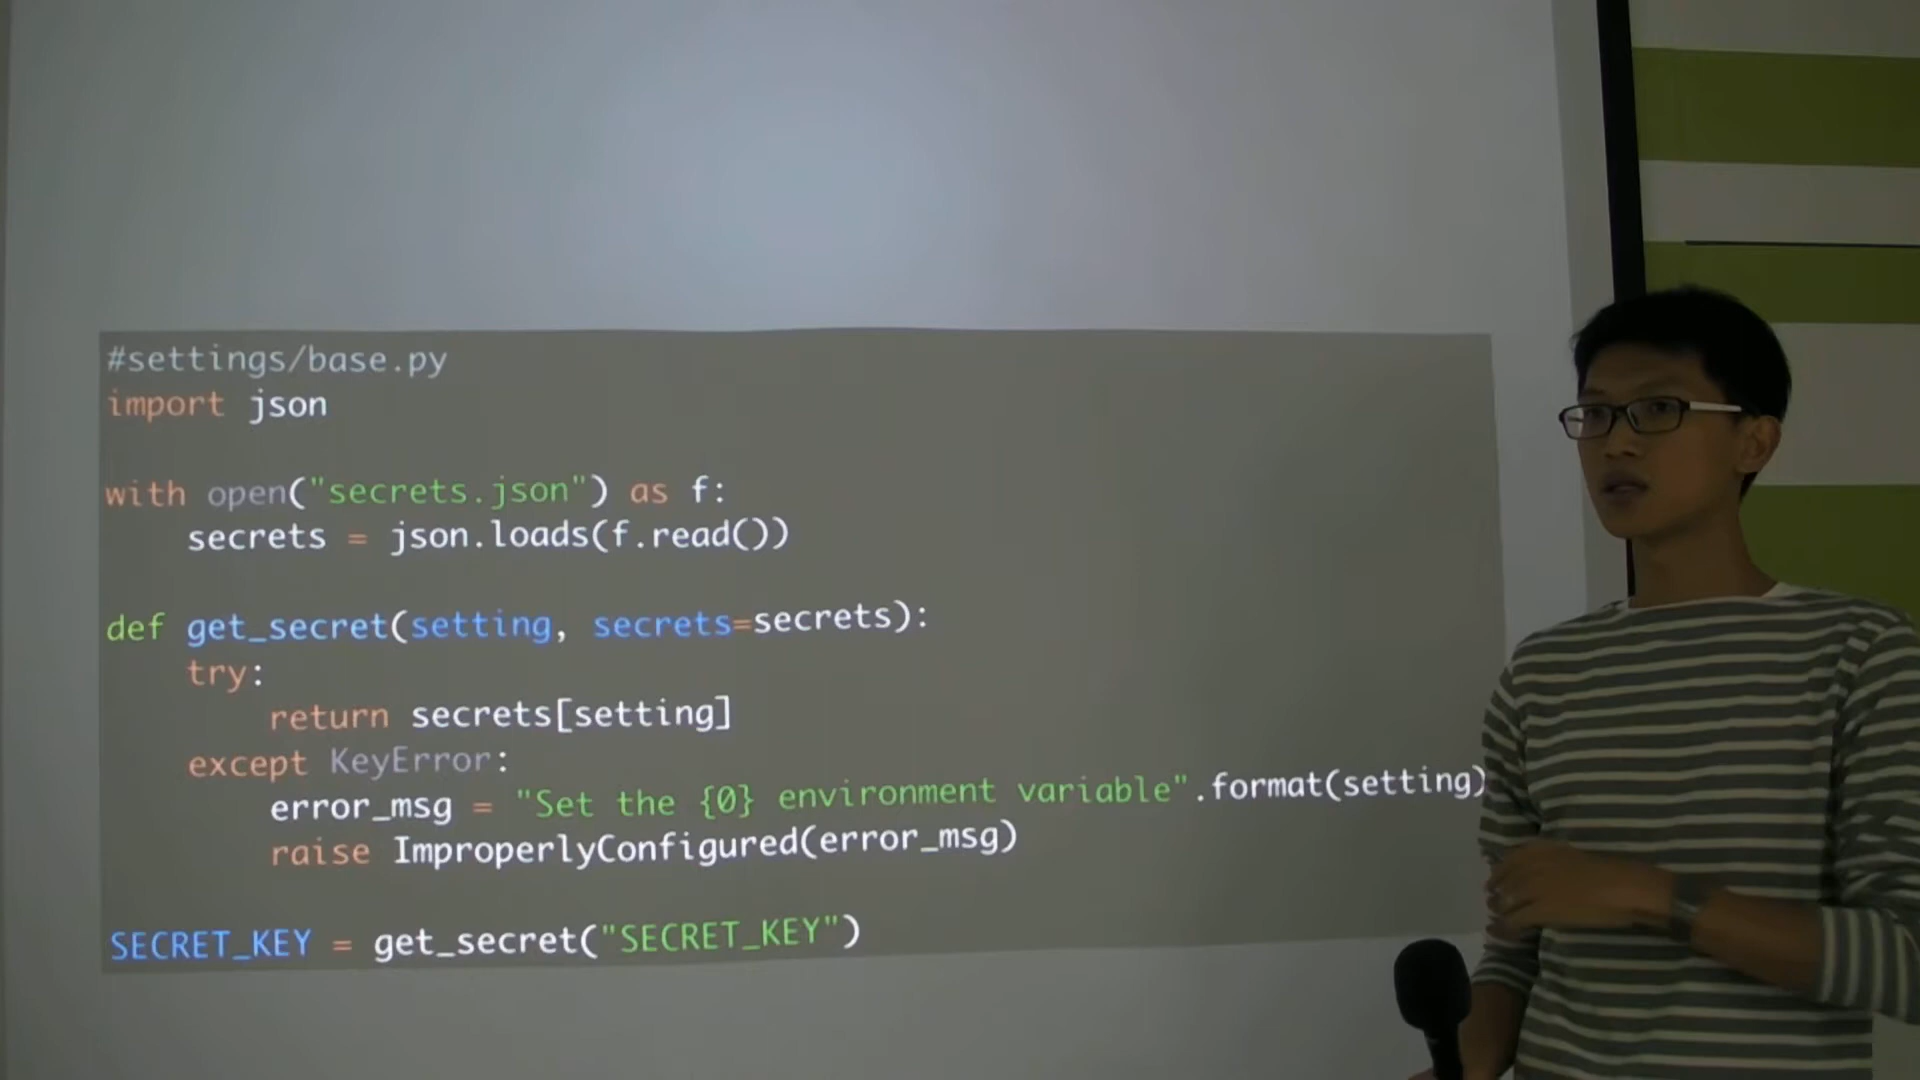 #settings/base.py
import json
with open("secrets.json") as f:
    secrets = json.loads(f.read())
def get_secret(setting, secrets=secrets):
    try:
        return secrets[setting]
    except KeyError:
        error_msg = "Set the {0} environment variable".format(setting)
        raise ImproperlyConfigured(error_msg)
SECRET_KEY = get_secret("SECRET_KEY")